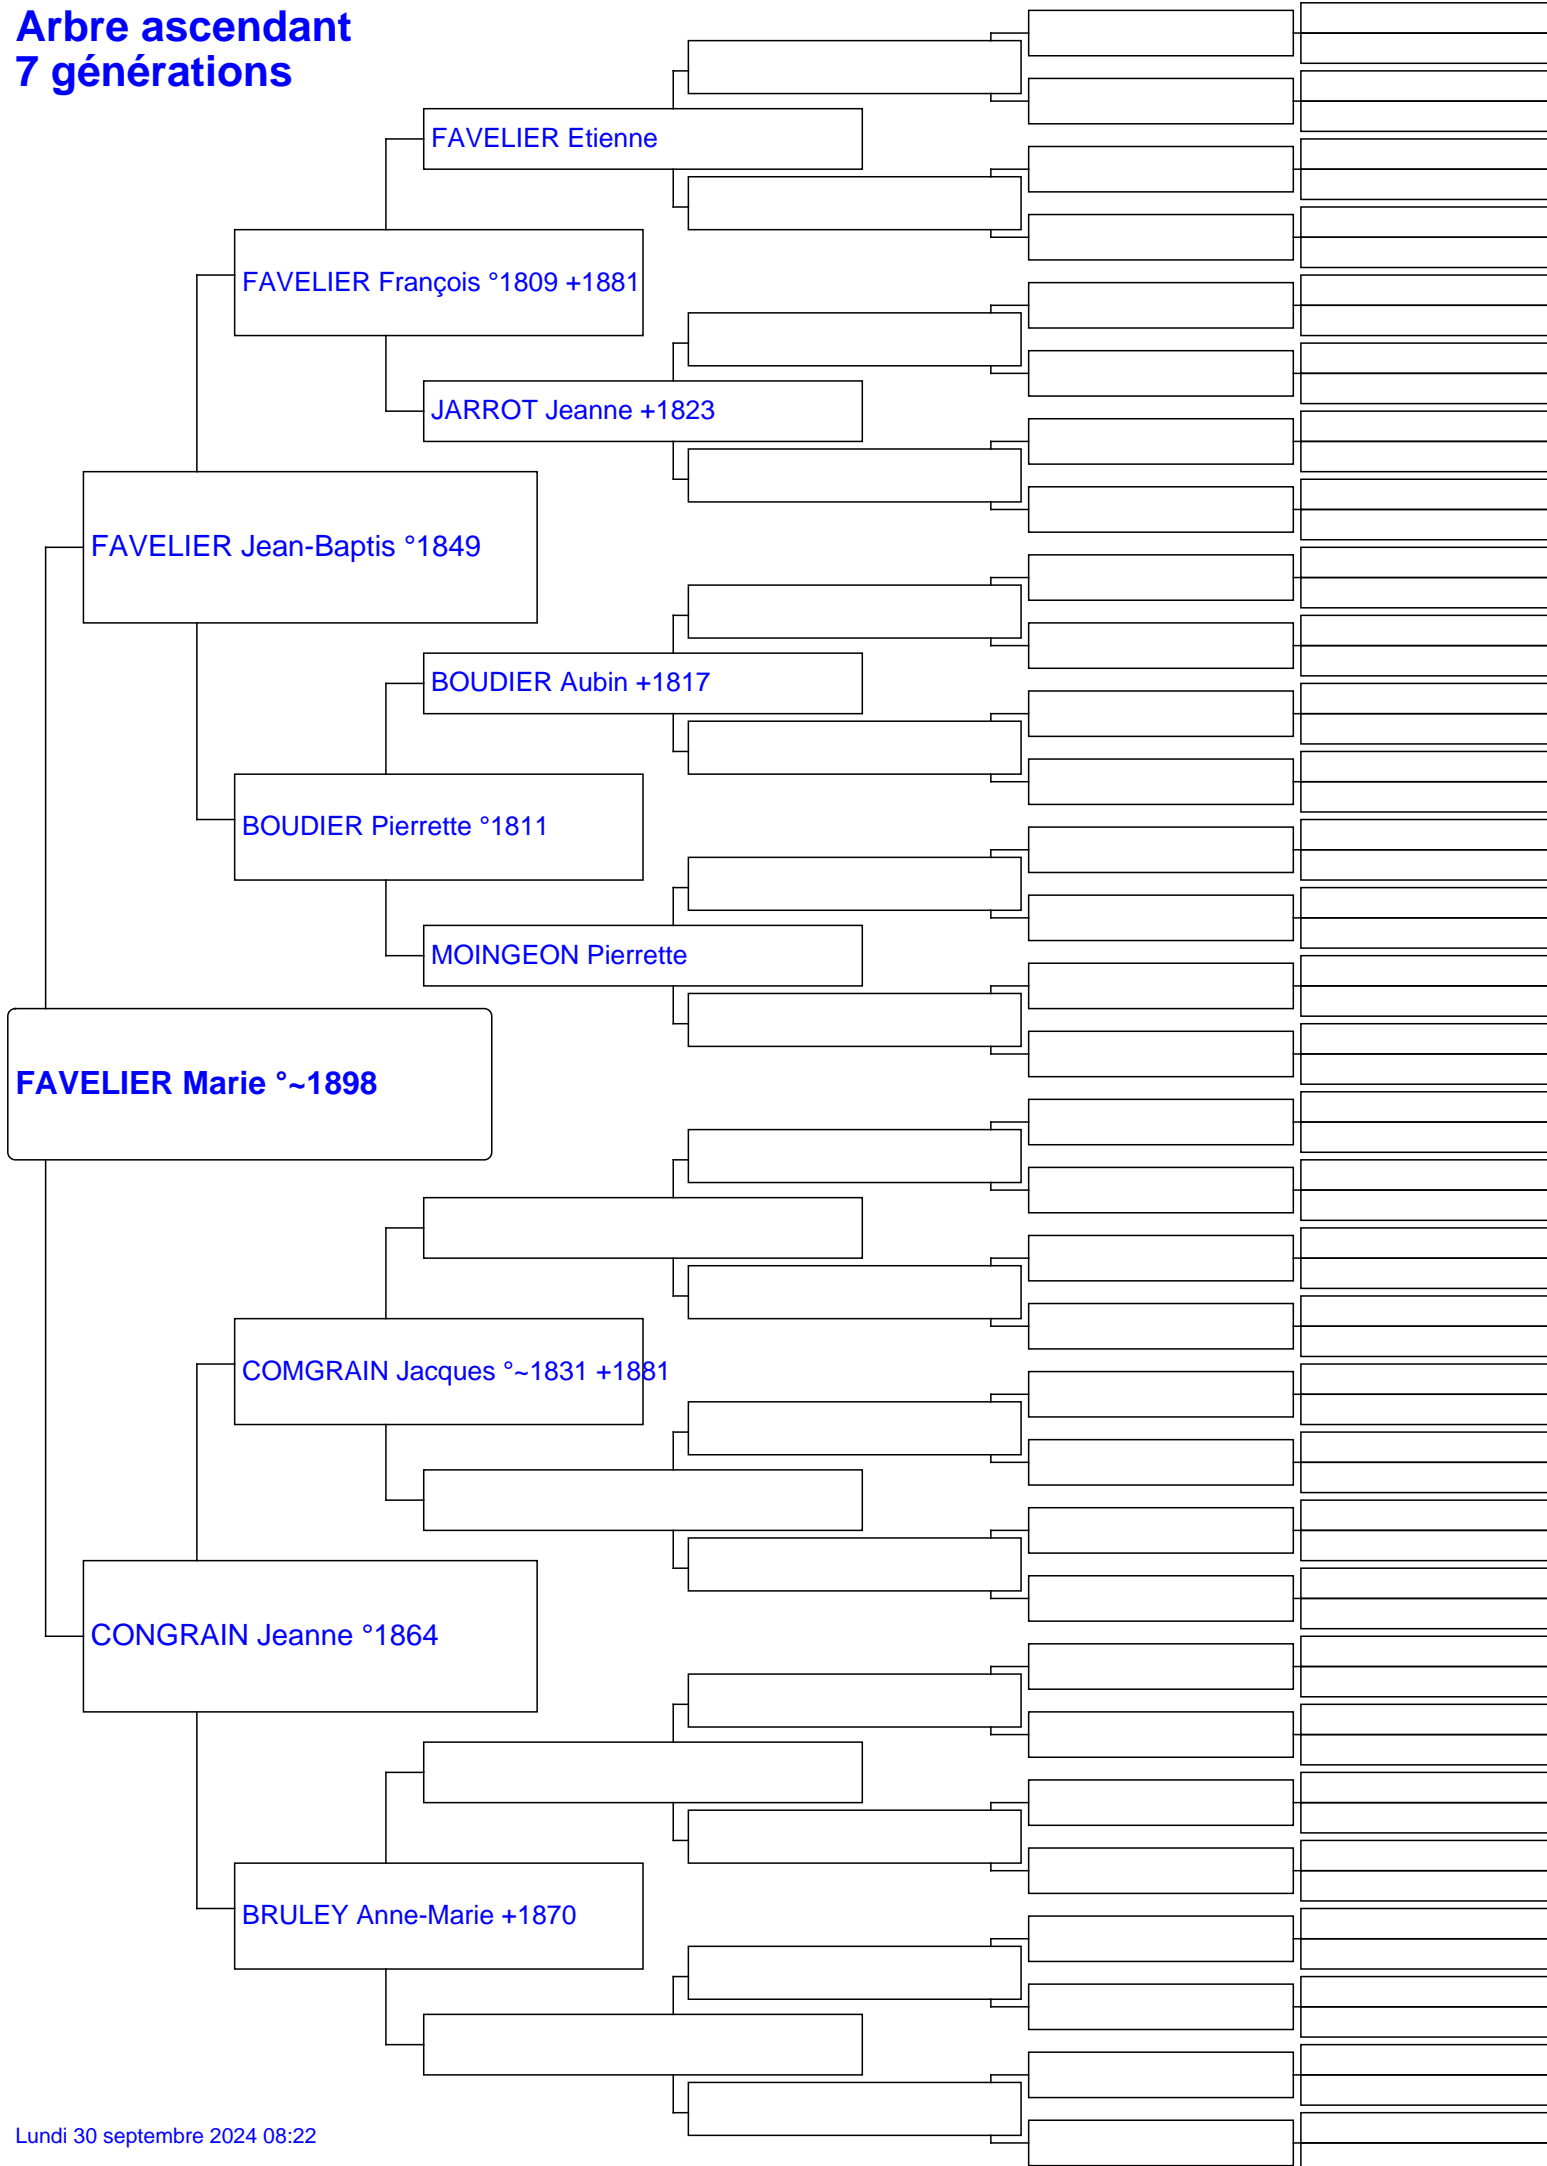 Arbre ascendant
7 générations
FAVELIER Etienne
FAVELIER François °1809 +1881
JARROT Jeanne +1823
FAVELIER Jean-Baptis °1849
BOUDIER Aubin +1817
BOUDIER Pierrette °1811
MOINGEON Pierrette
FAVELIER Marie °~1898
COMGRAIN Jacques °~1831 +1881
CONGRAIN Jeanne °1864
BRULEY Anne-Marie +1870
Lundi 30 septembre 2024 08:22